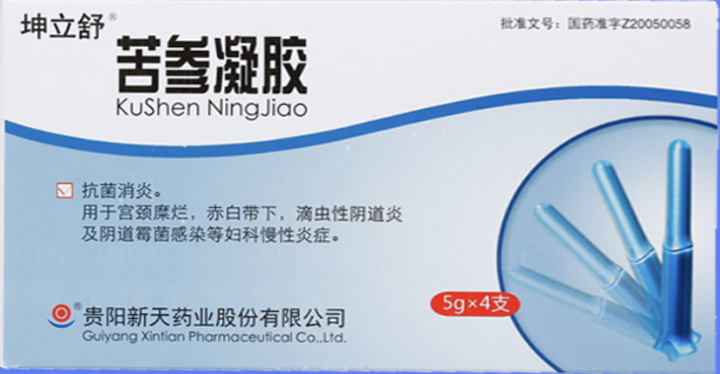 坤立舒®
批准文号：国药准字Z20050058
苦参凝胶
KuShen NingJiao
抗菌消炎。
用于宫颈糜烂，赤白带下，滴虫性阴道炎
及阴道霉菌感染等妇科慢性炎症。
5g×4支
®贵阳新天药业股份有限公司
Guiyang Xintian Pharmaceutical Co.,Ltd.